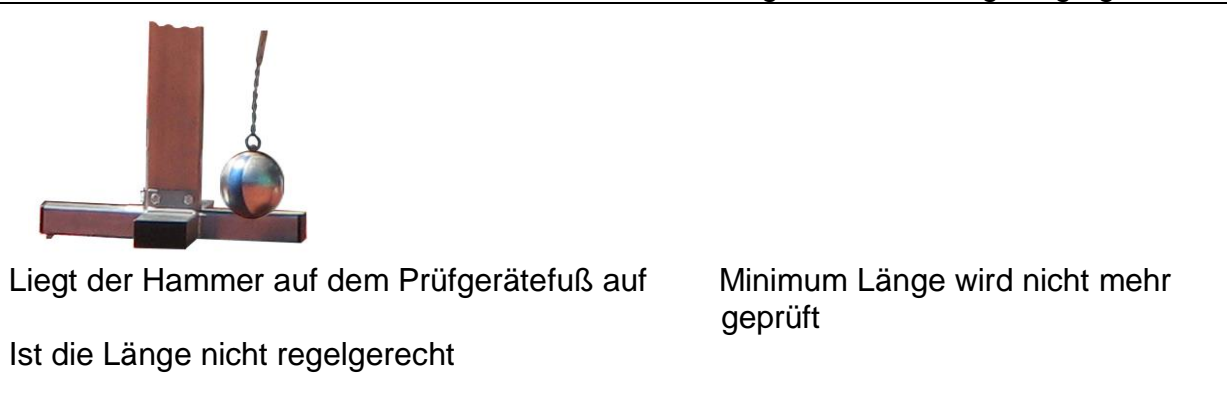 Liegt der Hammer auf dem Prüfgerätefuß auf
Ist die Länge nicht regelgerecht
Minimum Länge wird nicht mehr
geprüft